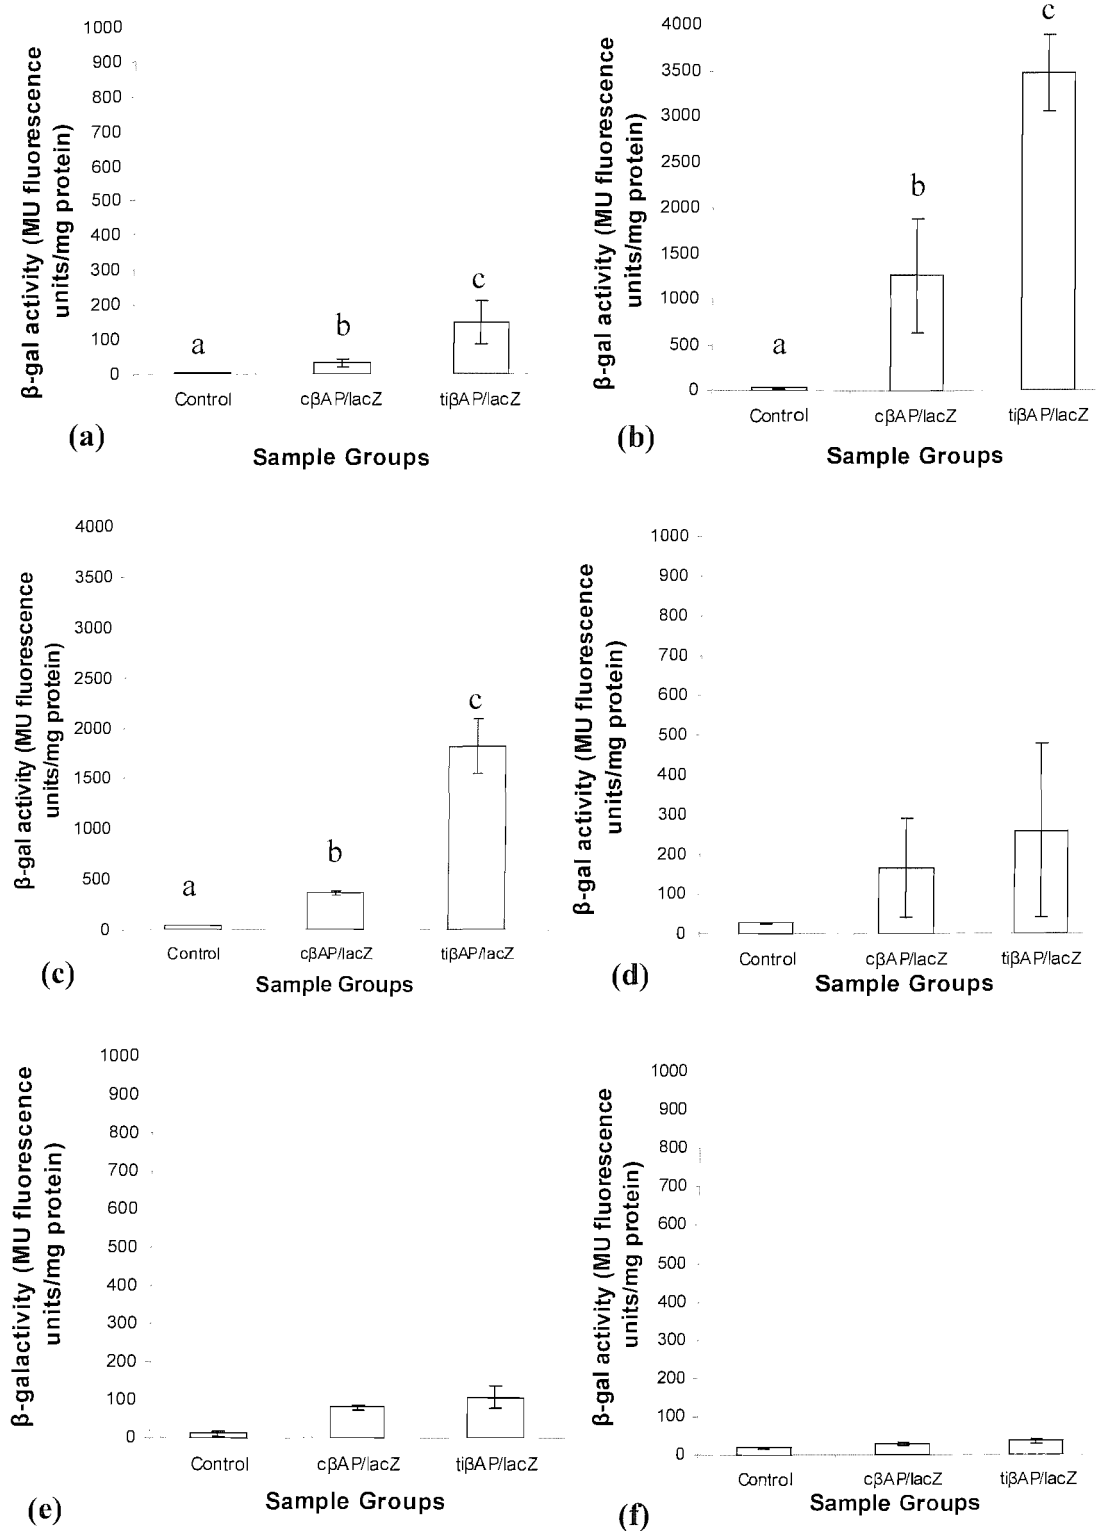 1000
900
800
700
600
500
400
300
200
100
0
β-gal activity (MU fluorescence
units/mg protein)
a
b
c
Control
cβAP/lacZ
tiβAP/lacZ
(a)
Sample Groups
4000
3500
3000
2500
2000
1500
1000
500
0
β-gal activity (MU fluorescence
units/mg protein)
a
b
c
Control
cβAP/lacZ
tiβAP/lacZ
(b)
Sample Groups
4000
3500
3000
2500
2000
1500
1000
500
0
β-gal activity (MU fluorescence
units/mg protein)
a
b
c
Control
cβAP/lacZ
tiβAP/lacZ
(c)
Sample Groups
1000
900
800
700
600
500
400
300
200
100
0
β-gal activity (MU fluorescence
units/mg protein)
Control
cβAP/lacZ
tiβAP/lacZ
(d)
Sample Groups
1000
900
800
700
600
500
400
300
200
100
0
β-galactivity (MU fluorescence
units/mg protein)
Control
cβAP/lacZ
tiβAP/lacZ
(e)
Sample Groups
1000
900
800
700
600
500
400
300
200
100
0
β-gal activity (MU fluorescence
units/mg protein)
Control
cβAP/lacZ
tiβAP/lacZ
(f)
Sample Groups